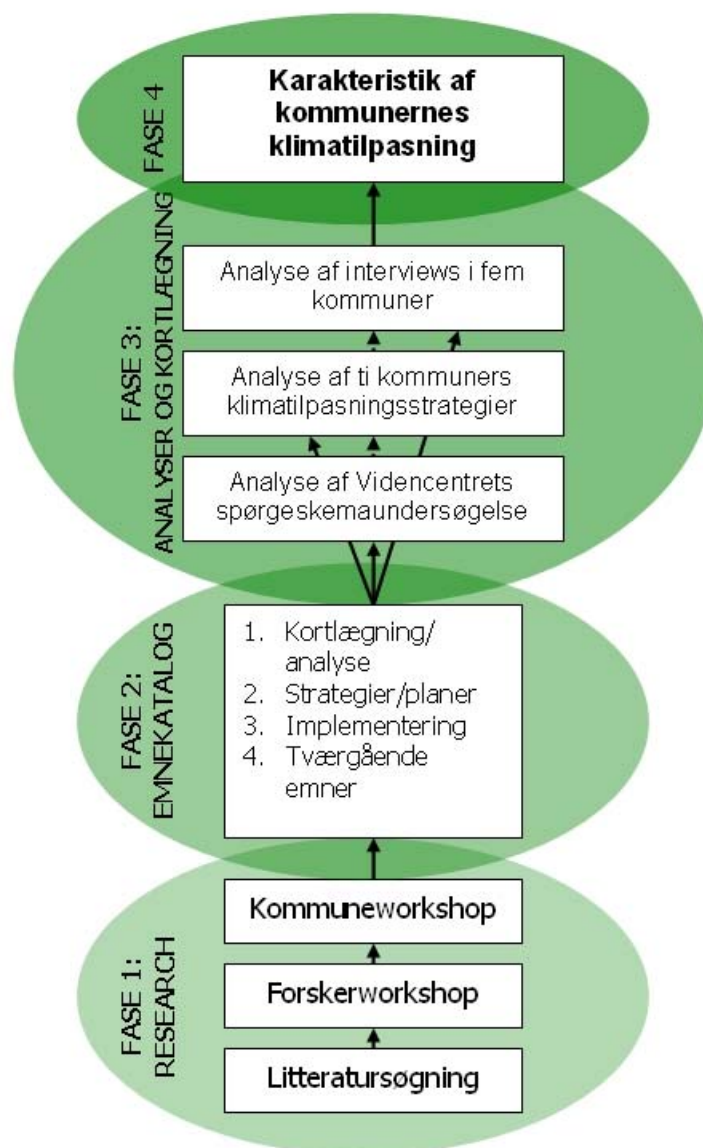 FASE 4
Karakteristik af
kommunernes
klimatilpasning
FASE 3:
ANALYSER OG KORTLÆGNING
Analyse af interviews i fem
kommuner
Analyse af ti kommuners
klimatilpasningsstrategier
Analyse af Videncentrets
spørgeskemaundersøgelse
FASE 2:
EMNEKATALOG
1. Kortlægning/
analyse
2. Strategier/planer
3. Implementering
4. Tværgående
emner
FASE 1:
RESEARCH
Kommuneworkshop
Forskerworkshop
Litteratursøgning